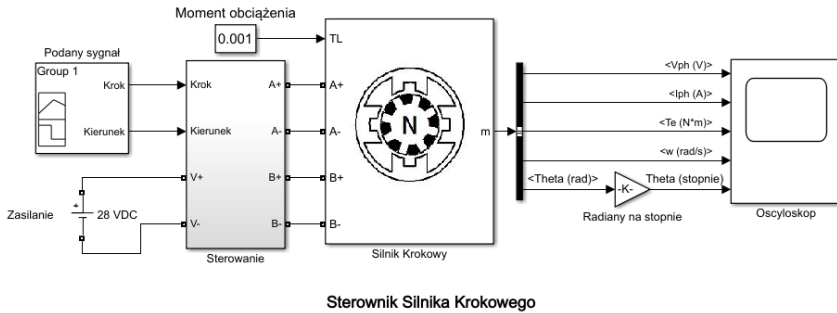 Moment obciążenia
0.001
Podany sygnał
Group 1
Krok
Kierunek
Krok
Kierunek
V+
V-
A+
A-
B+
B-
Sterowanie
Zasilanie
+
28 VDC
TL
A+
A-
B+
B-
N
m
Silnik Krokowy
<Vph (V)>
<Iph (A)>
<Te (N*m)>
<w (rad/s)>
<Theta (rad)>
-K-
Theta (stopnie)
Radiany na stopnie
Oscyloskop
Sterownik Silnika Krokowego